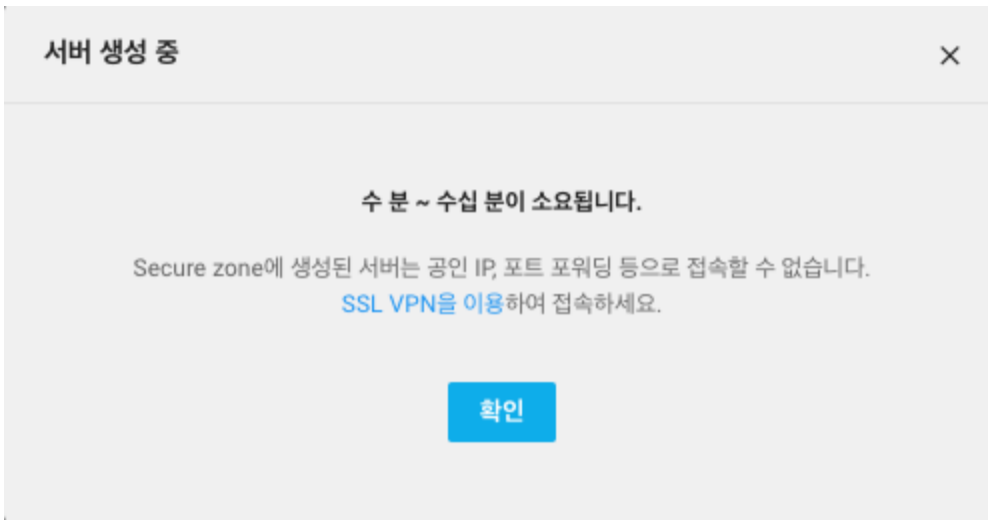 서버 생성 중
수 분 ~ 수십 분이 소요됩니다.
Secure zone에 생성된 서버는 공인 IP, 포트 포워딩 등으로 접속할 수 없습니다.
SSL VPN을 이용하여 접속하세요.
확인